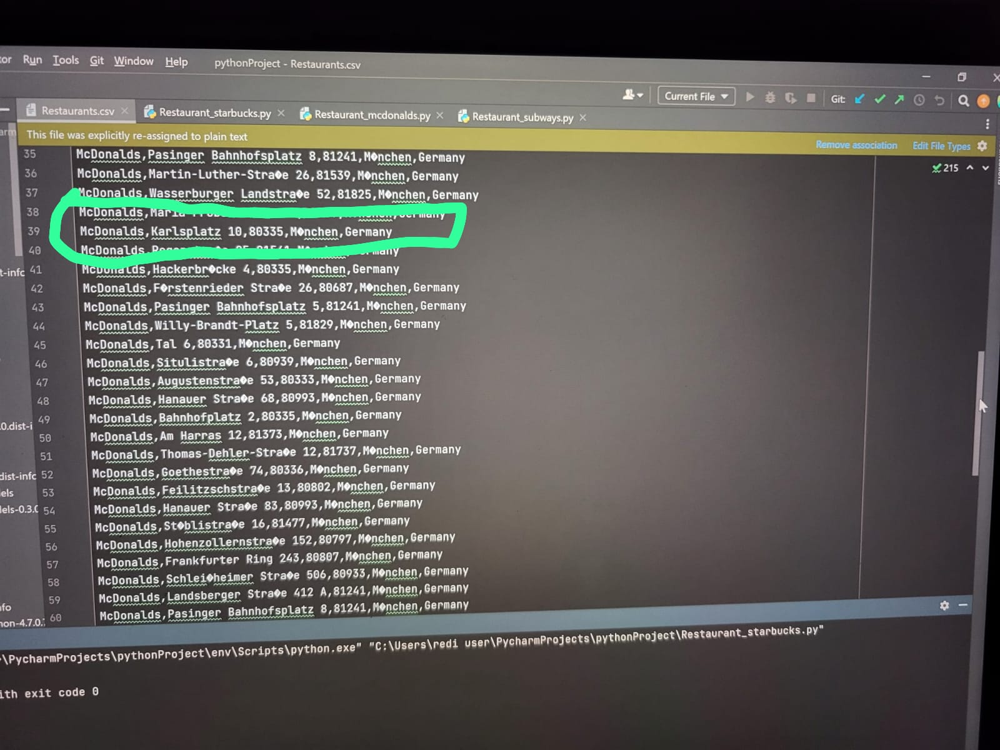 tor Run Tools Git Window Help pythonProject - Restaurants.csv
Current File Git:
Restaurants.csv Restaurant_starbucks.py Restaurant_mcdonalds.py Restaurant_subways.py
This file was explicitly re-assigned to plain text Remove association Edit File Types
215
35 McDonalds,Pasinger Bahnhofsplatz 8,81241,M�nchen,Germany
36 McDonalds,Martin-Luther-Stra�e 26,81539,M�nchen,Germany
37 McDonalds,Wasserburger Landstra�e 52,81825,M�nchen,Germany
38 McDonalds,Maria
39 McDonalds,Karlsplatz 10,80335,M�nchen,Germany
40 McDonalds
t-info 41 McDonalds,Hackerbr�cke 4,80335,M�nchen,Germany
42 McDonalds,F�rstenrieder Stra�e 26,80687,M�nchen,Germany
43 McDonalds,Pasinger Bahnhofsplatz 5,81241,M�nchen,Germany
44 McDonalds,Willy-Brandt-Platz 5,81829,M�nchen,Germany
45 McDonalds,Tal 6,80331,M�nchen,Germany
46 McDonalds,Situlistra�e 6,80939,M�nchen,Germany
47 McDonalds,Augustenstra�e 53,80333,M�nchen,Germany
48 McDonalds,Hanauer Stra�e 68,80993,M�nchen,Germany
.0.dist-i 49 McDonalds,Bahnhofplatz 2,80335,M�nchen,Germany
50 McDonalds,Am Harras 12,81373,M�nchen,Germany
51 McDonalds,Thomas-Dehler-Stra�e 12,81737,M�nchen,Germany
dist-info 52 McDonalds,Goethestra�e 74,80336,M�nchen,Germany
els 53 McDonalds,Feilitzschstra�e 13,80802,M�nchen,Germany
lels-0.3.0 54 McDonalds,Hanauer Stra�e 83,80993,M�nchen,Germany
55 McDonalds,St�blistra�e 16,81477,M�nchen,Germany
56 McDonalds,Hohenzollernstra�e 152,80797,M�nchen,Germany
57 McDonalds,Frankfurter Ring 243,80807,M�nchen,Germany
58 McDonalds,Schlei�heimer Stra�e 506,80933,M�nchen,Germany
59 McDonalds,Landsberger Stra�e 412 A,81241,M�nchen,Germany
nfo
hon-4.7.0. 60 McDonalds,Pasinger Bahnhofsplatz 8,81241,M�nchen,Germany
\PycharmProjects\pythonProject\env\Scripts\python.exe" "C:\Users\redi user\PycharmProjects\pythonProject\Restaurant_starbucks.py"
ith exit code 0